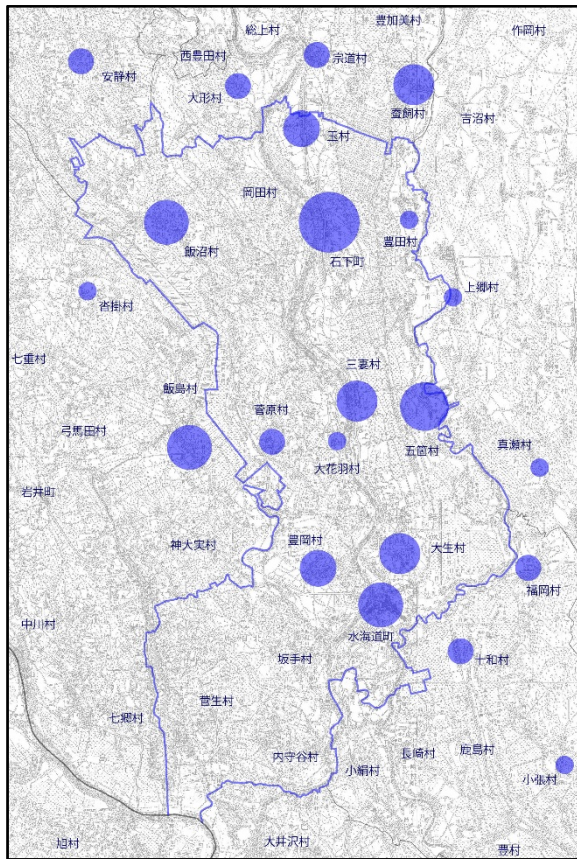 豊加美村
作岡村
総上村
西豊田村
宗道村
安静村
大形村
蚕飼村
吉沼村
玉村
岡田村
飯沼村
石下町
豊田村
上郷村
沓掛村
七重村
三妻村
飯島村
菅原村
弓馬田村
五箇村
真瀬村
大花羽村
岩井町
神大実村
豊岡村
大生村
福岡村
中川村
水海道町
坂手村
十和村
菅生村
七郷村
内守谷村
小絹村
長崎村
鹿島村
小張村
旭村
大井沢村
豊村